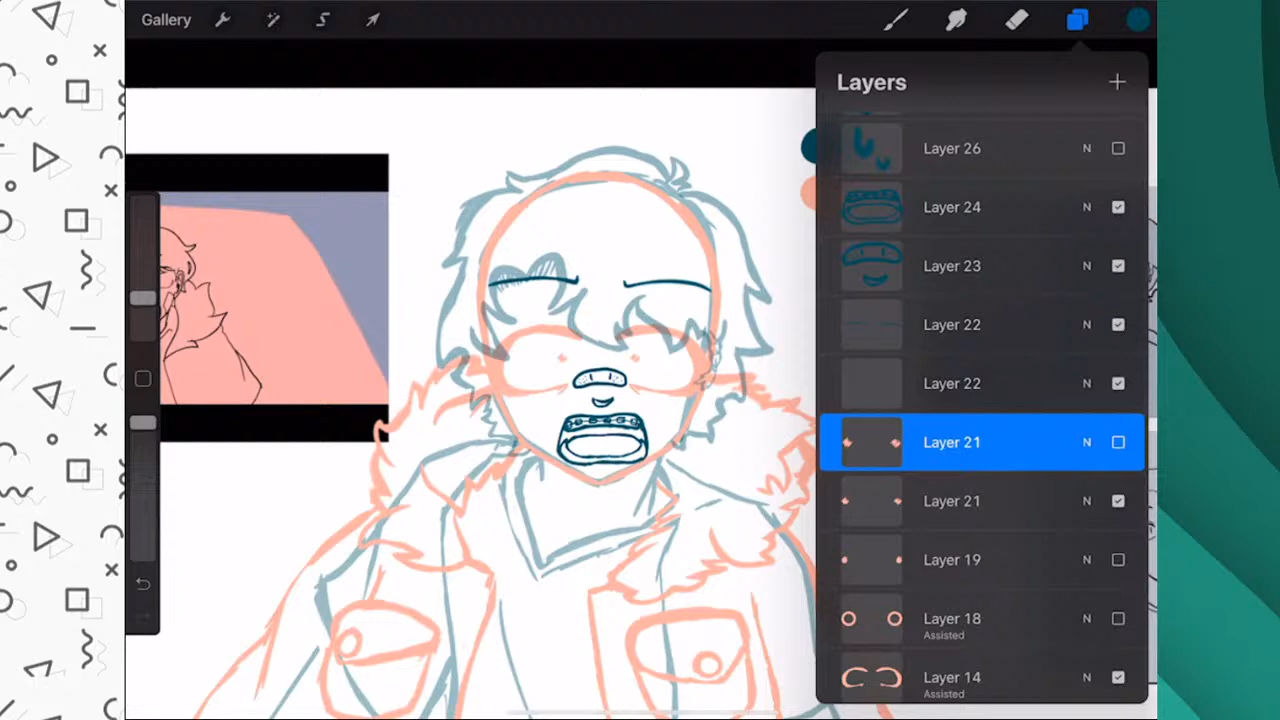 Gallery
Layers
Layer 26 N
Layer 24 N
Layer 23 N
Layer 22 N
Layer 22 N
Layer 21 N
Layer 21 N
Layer 19 N
Layer 18 N
Assisted
Layer 14 N
Assisted